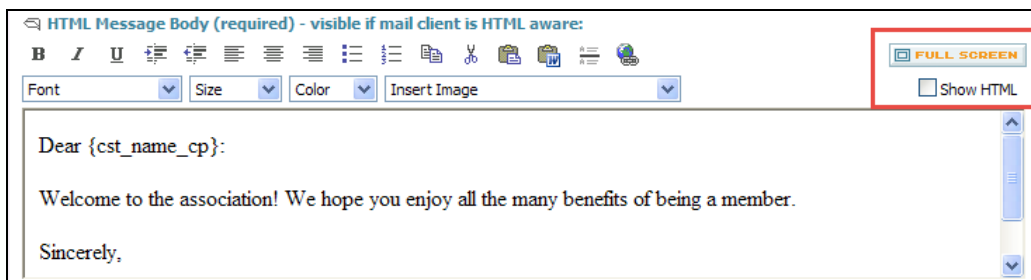 HTML Message Body (required) - visible if mail client is HTML aware:
B I U
FULL SCREEN
Font Size Color Insert Image Show HTML
Dear {cst_name_cp}:
Welcome to the association! We hope you enjoy all the many benefits of being a member.
Sincerely,